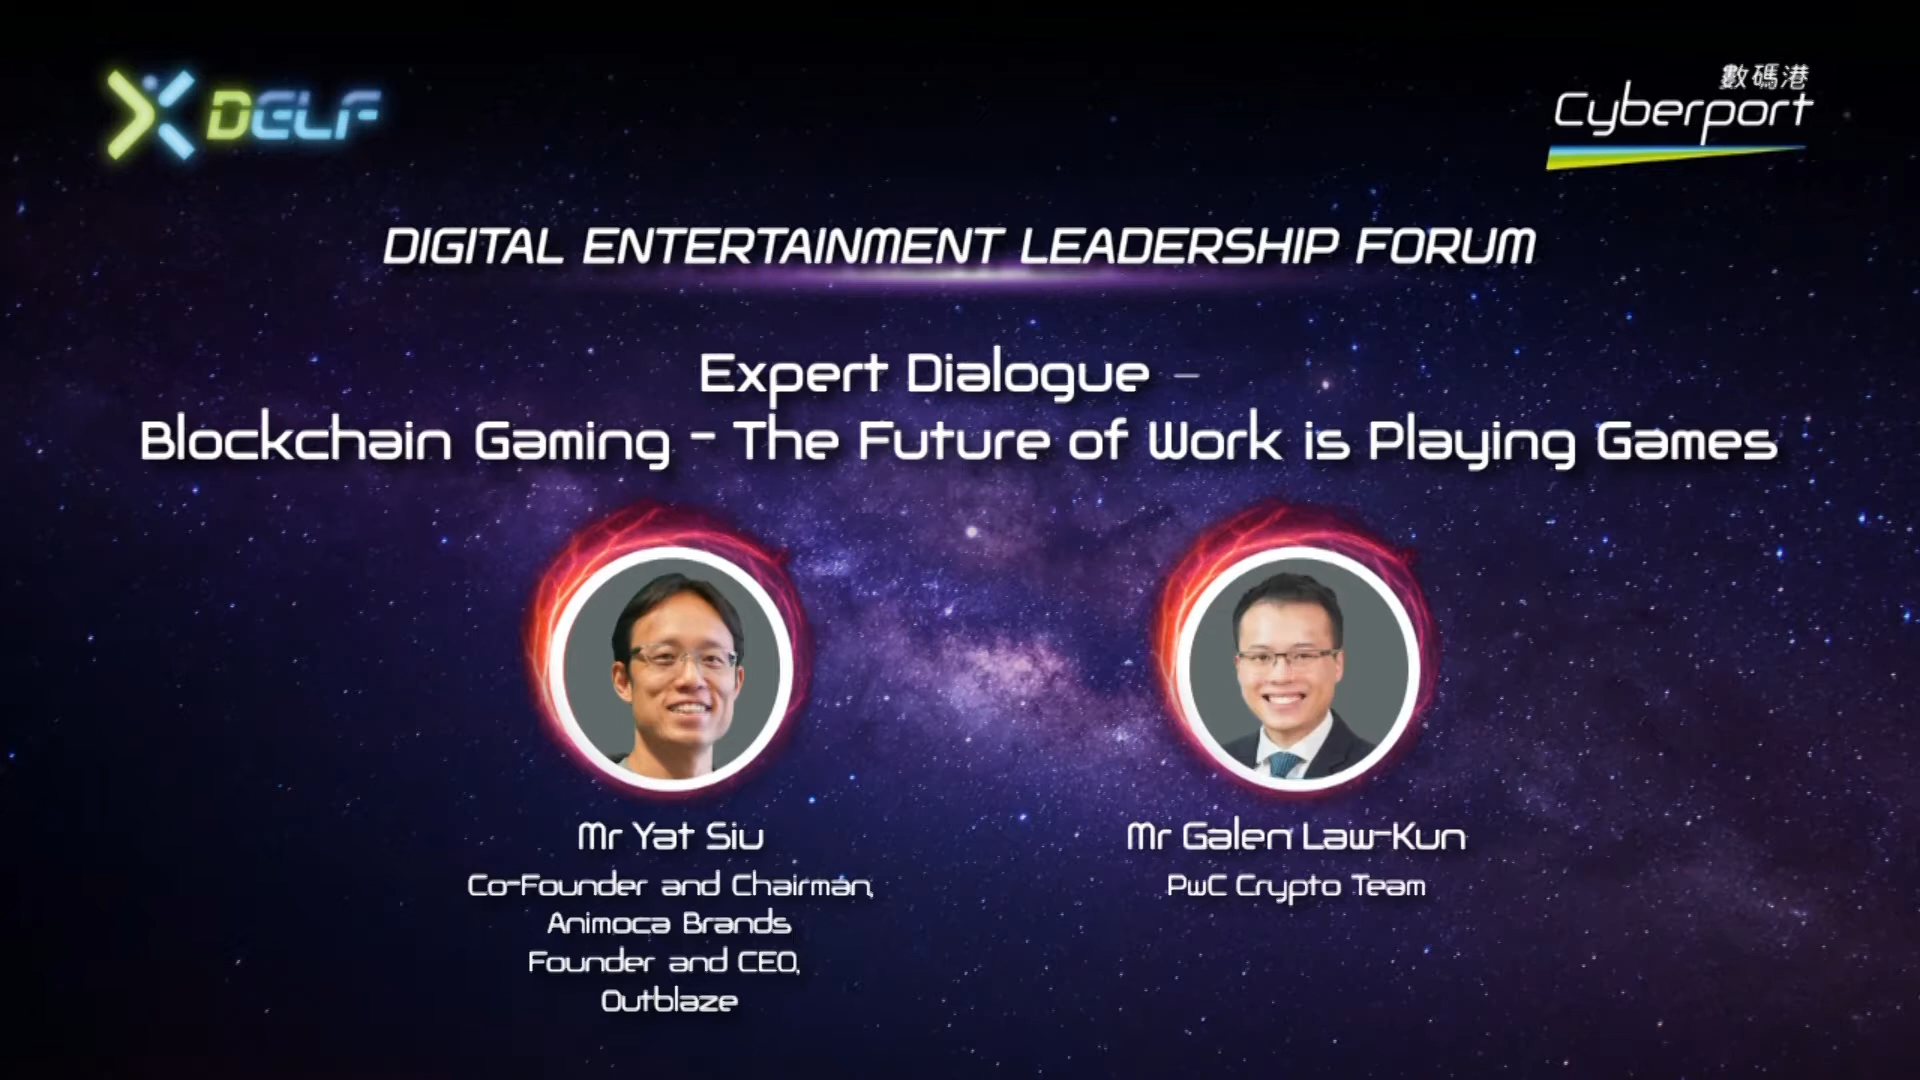 DELF
數碼港
Cyberport
DIGITAL ENTERTAINMENT LEADERSHIP FORUM
Expert Dialogue –
Blockchain Gaming - The Future of Work is Playing Games
Mr Yat Siu
Co-Founder and Chairman,
Animoca Brands
Founder and CEO,
Outblaze
Mr Galen Law-Kun
PwC Crypto Team